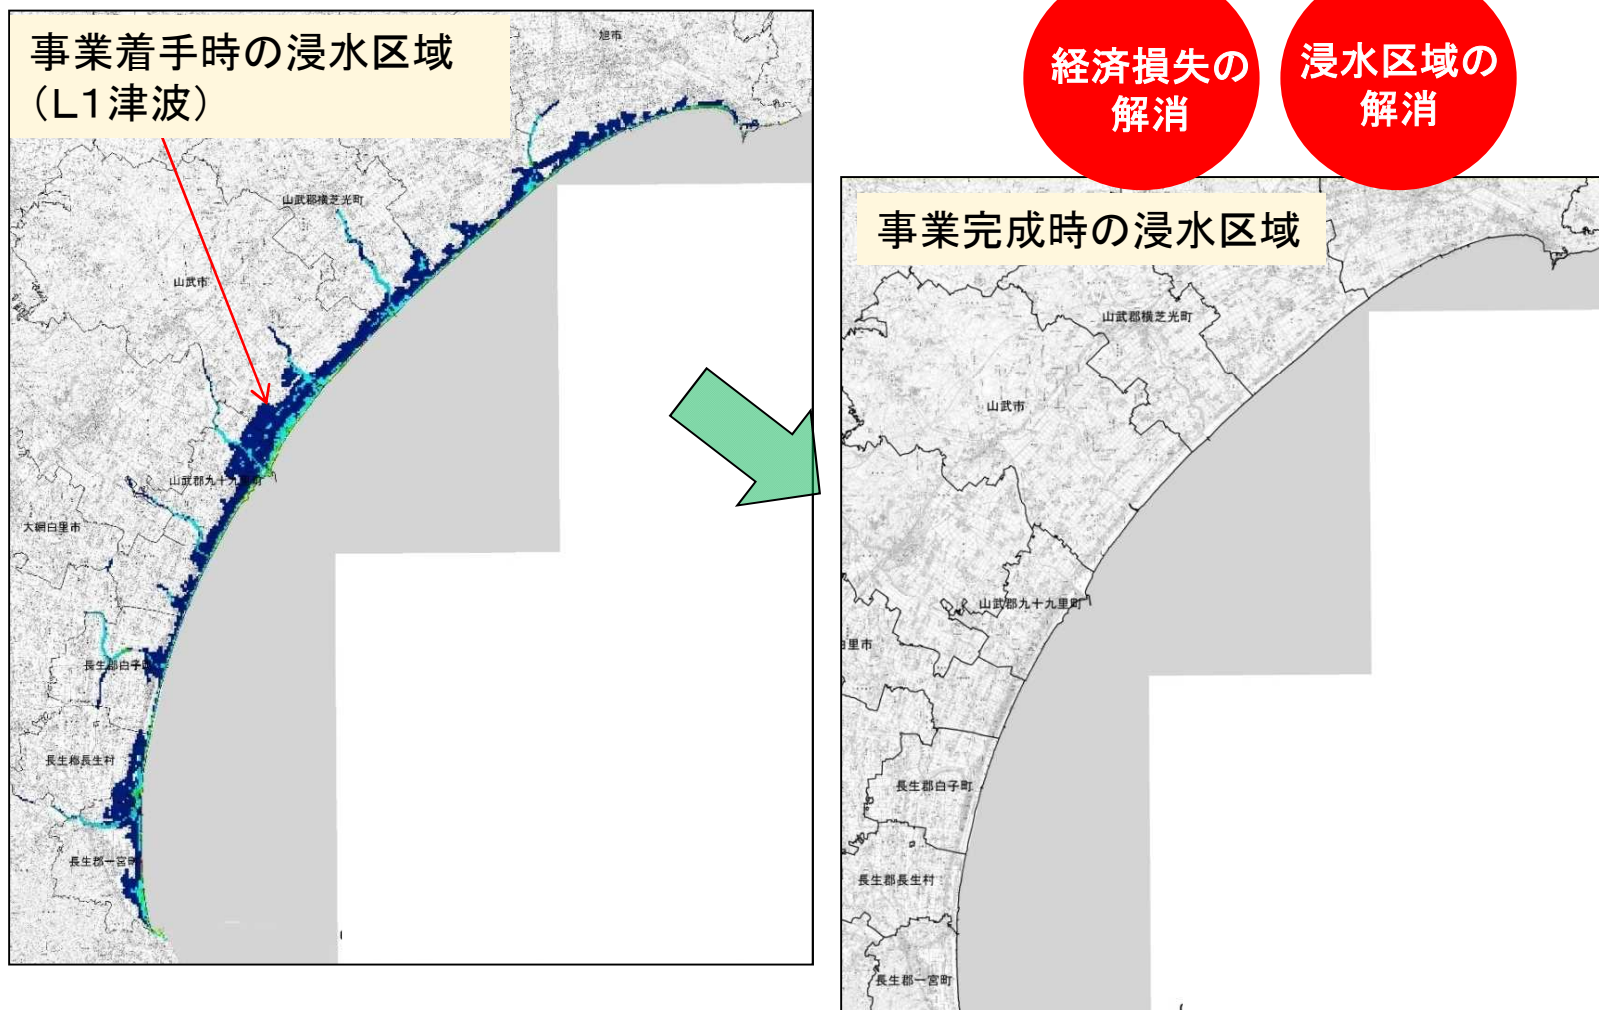 事業着手時の浸水区域
（L1津波）
旭市
山武郡横芝光町
山武市
山武郡九十九里町
大網白里市
長生郡白子町
長生郡長生村
長生郡一宮町
経済損失の
解消
浸水区域の
解消
事業完成時の浸水区域
山武郡横芝光町
山武市
山武郡九十九里町
里市
長生郡白子町
長生郡長生村
長生郡一宮町